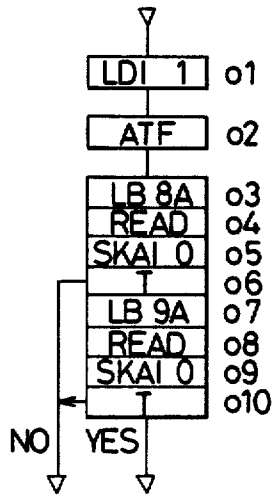 LDI 1 o1
ATF o2
LB 8A o3
READ o4
SKAI 0 o5
T o6
LB 9A o7
READ o8
SKAI 0 o9
T o10
NO YES